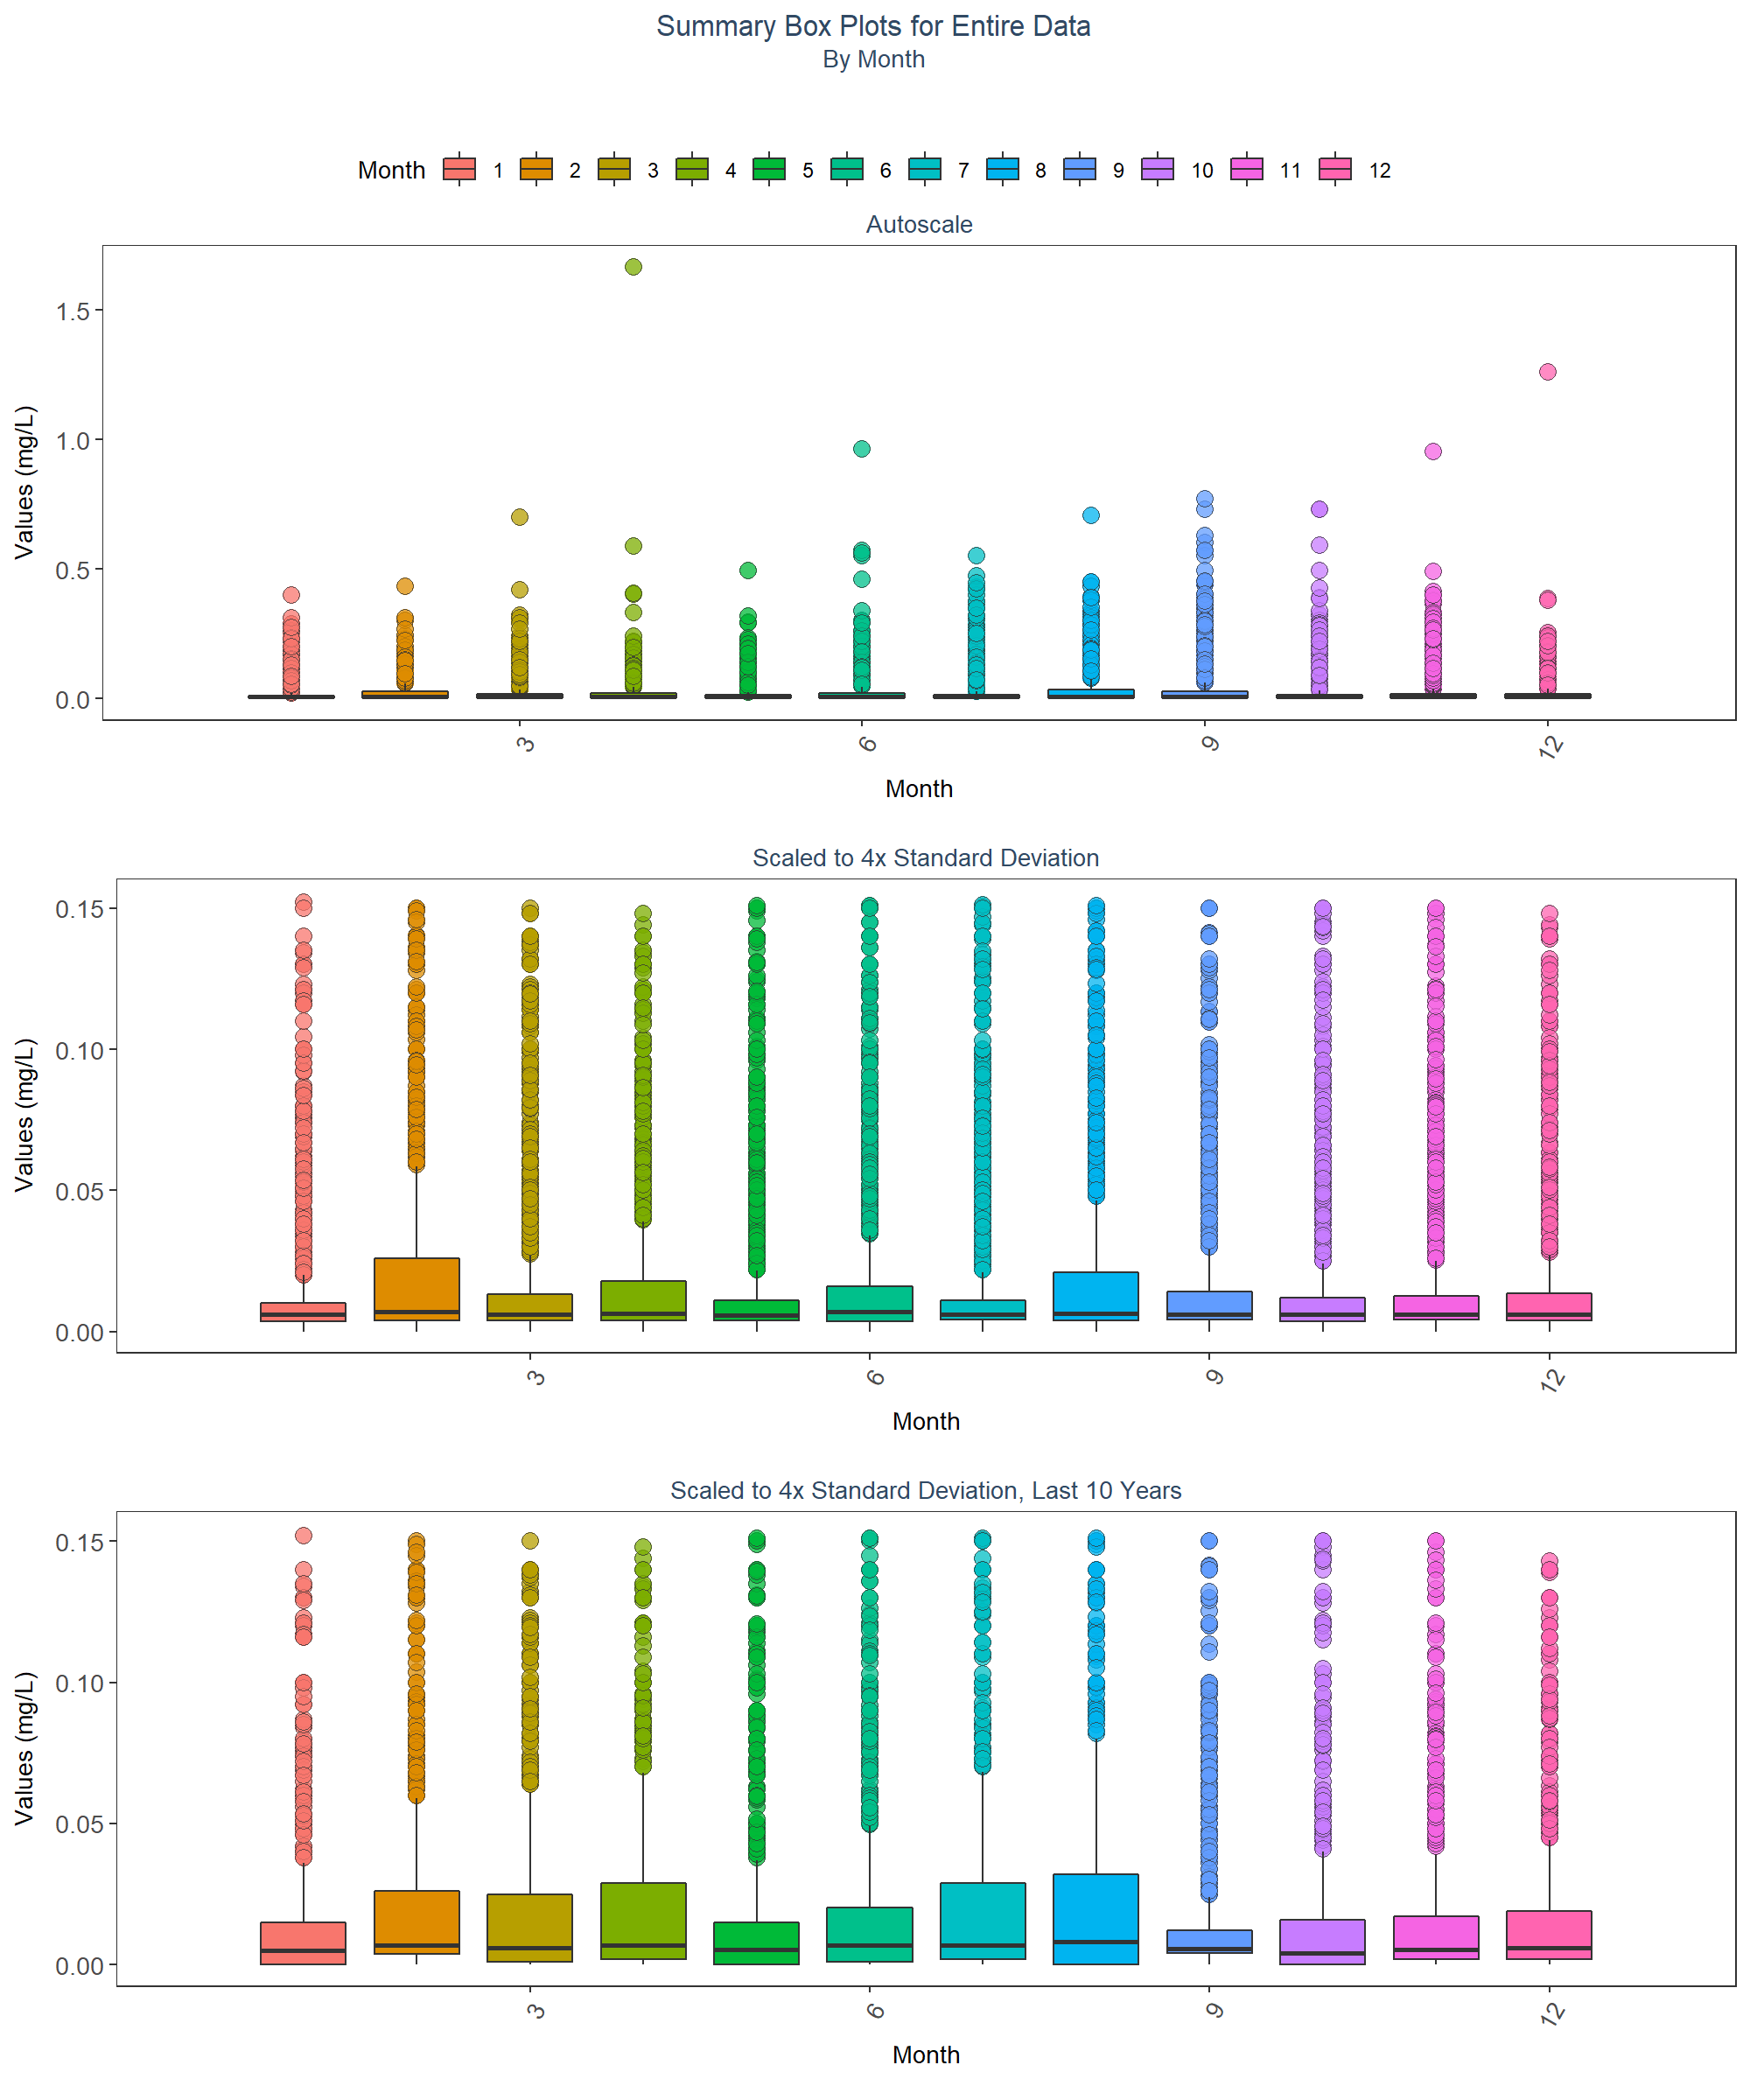 Summary Box Plots for Entire Data
By Month
Month 1 2 3 4 5 6 7 8 9 10 11 12
Autoscale
Values (mg/L)
1.5
1.0
0.5
0.0
3 6 9 12
Month
Scaled to 4x Standard Deviation
Values (mg/L)
0.15
0.10
0.05
0.00
3 6 9 12
Month
Scaled to 4x Standard Deviation, Last 10 Years
Values (mg/L)
0.15
0.10
0.05
0.00
3 6 9 12
Month